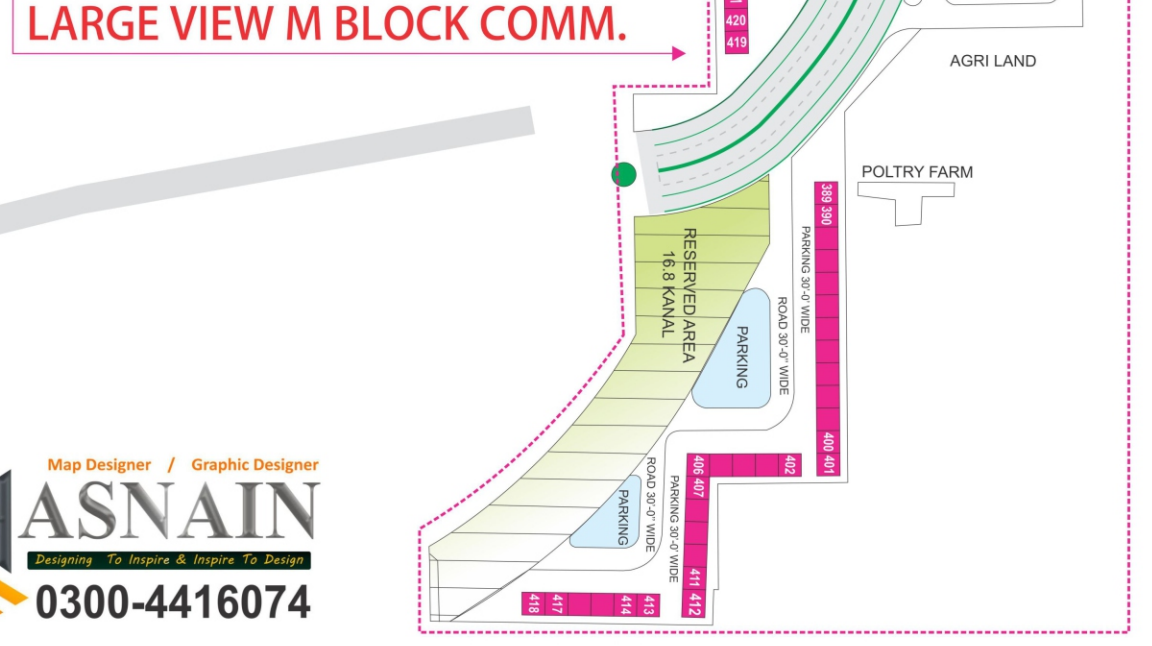 LARGE VIEW M BLOCK COMM.
420
419
AGRI LAND
POLTRY FARM
389 390
PARKING 30'-0' WIDE
ROAD 30'-0" WIDE
RESERVED AREA
16.8 KANAL
PARKING
400 401
402
406 407
ROAD 30'-0" WIDE
PARKING 30'-0' WIDE
PARKING
411 412
413
414
417
418
Map Designer / Graphic Designer
ASNAIN
Designing To Inspire & Inspire To Design
0300-4416074